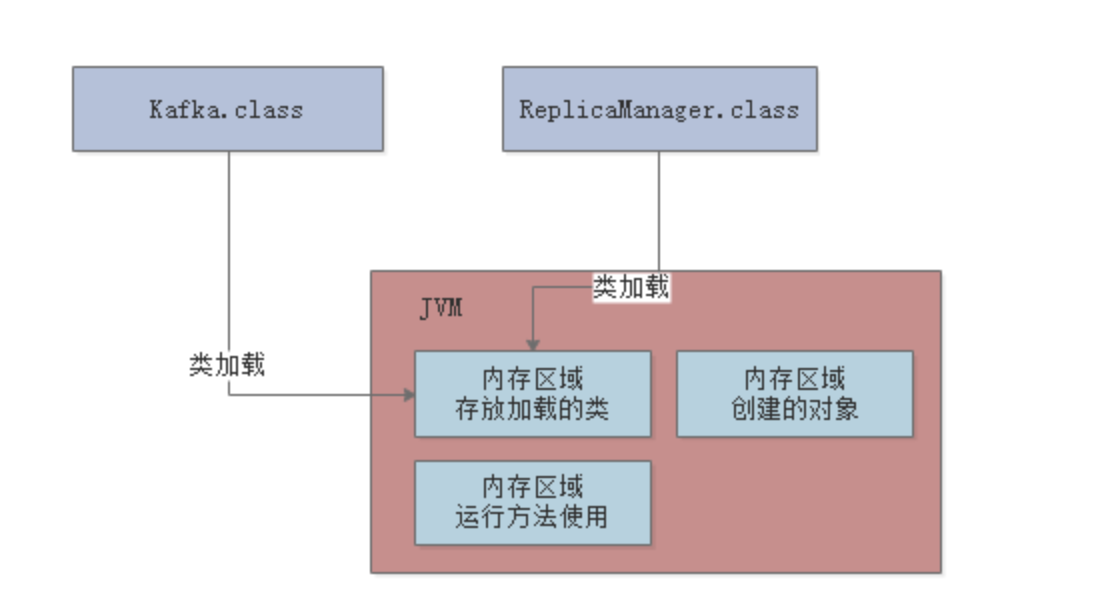 Kafka.class
ReplicaManager.class
类加载
JVM
类加载
内存区域
存放加载的类
内存区域
创建的对象
内存区域
运行方法使用